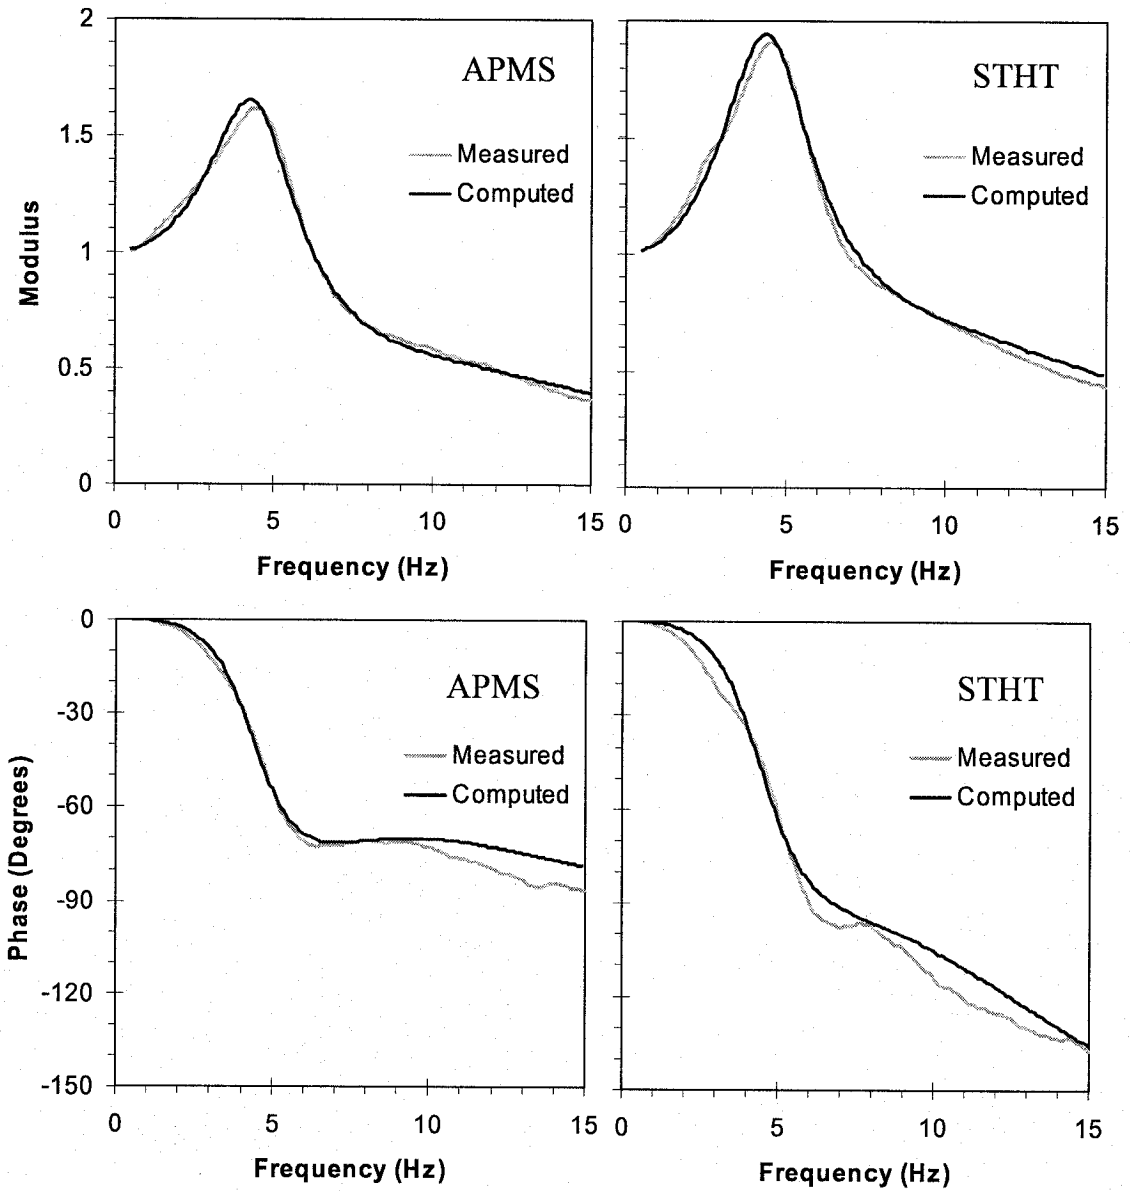 2
1.5
1
0.5
0
Modulus
APMS
Measured
Computed
0 5 10 15
Frequency (Hz)
STHT
Measured
Computed
0 5 10 15
Frequency (Hz)
0
-30
-60
-90
-120
-150
Phase (Degrees)
APMS
Measured
Computed
0 5 10 15
Frequency (Hz)
STHT
Measured
Computed
0 5 10 15
Frequency (Hz)